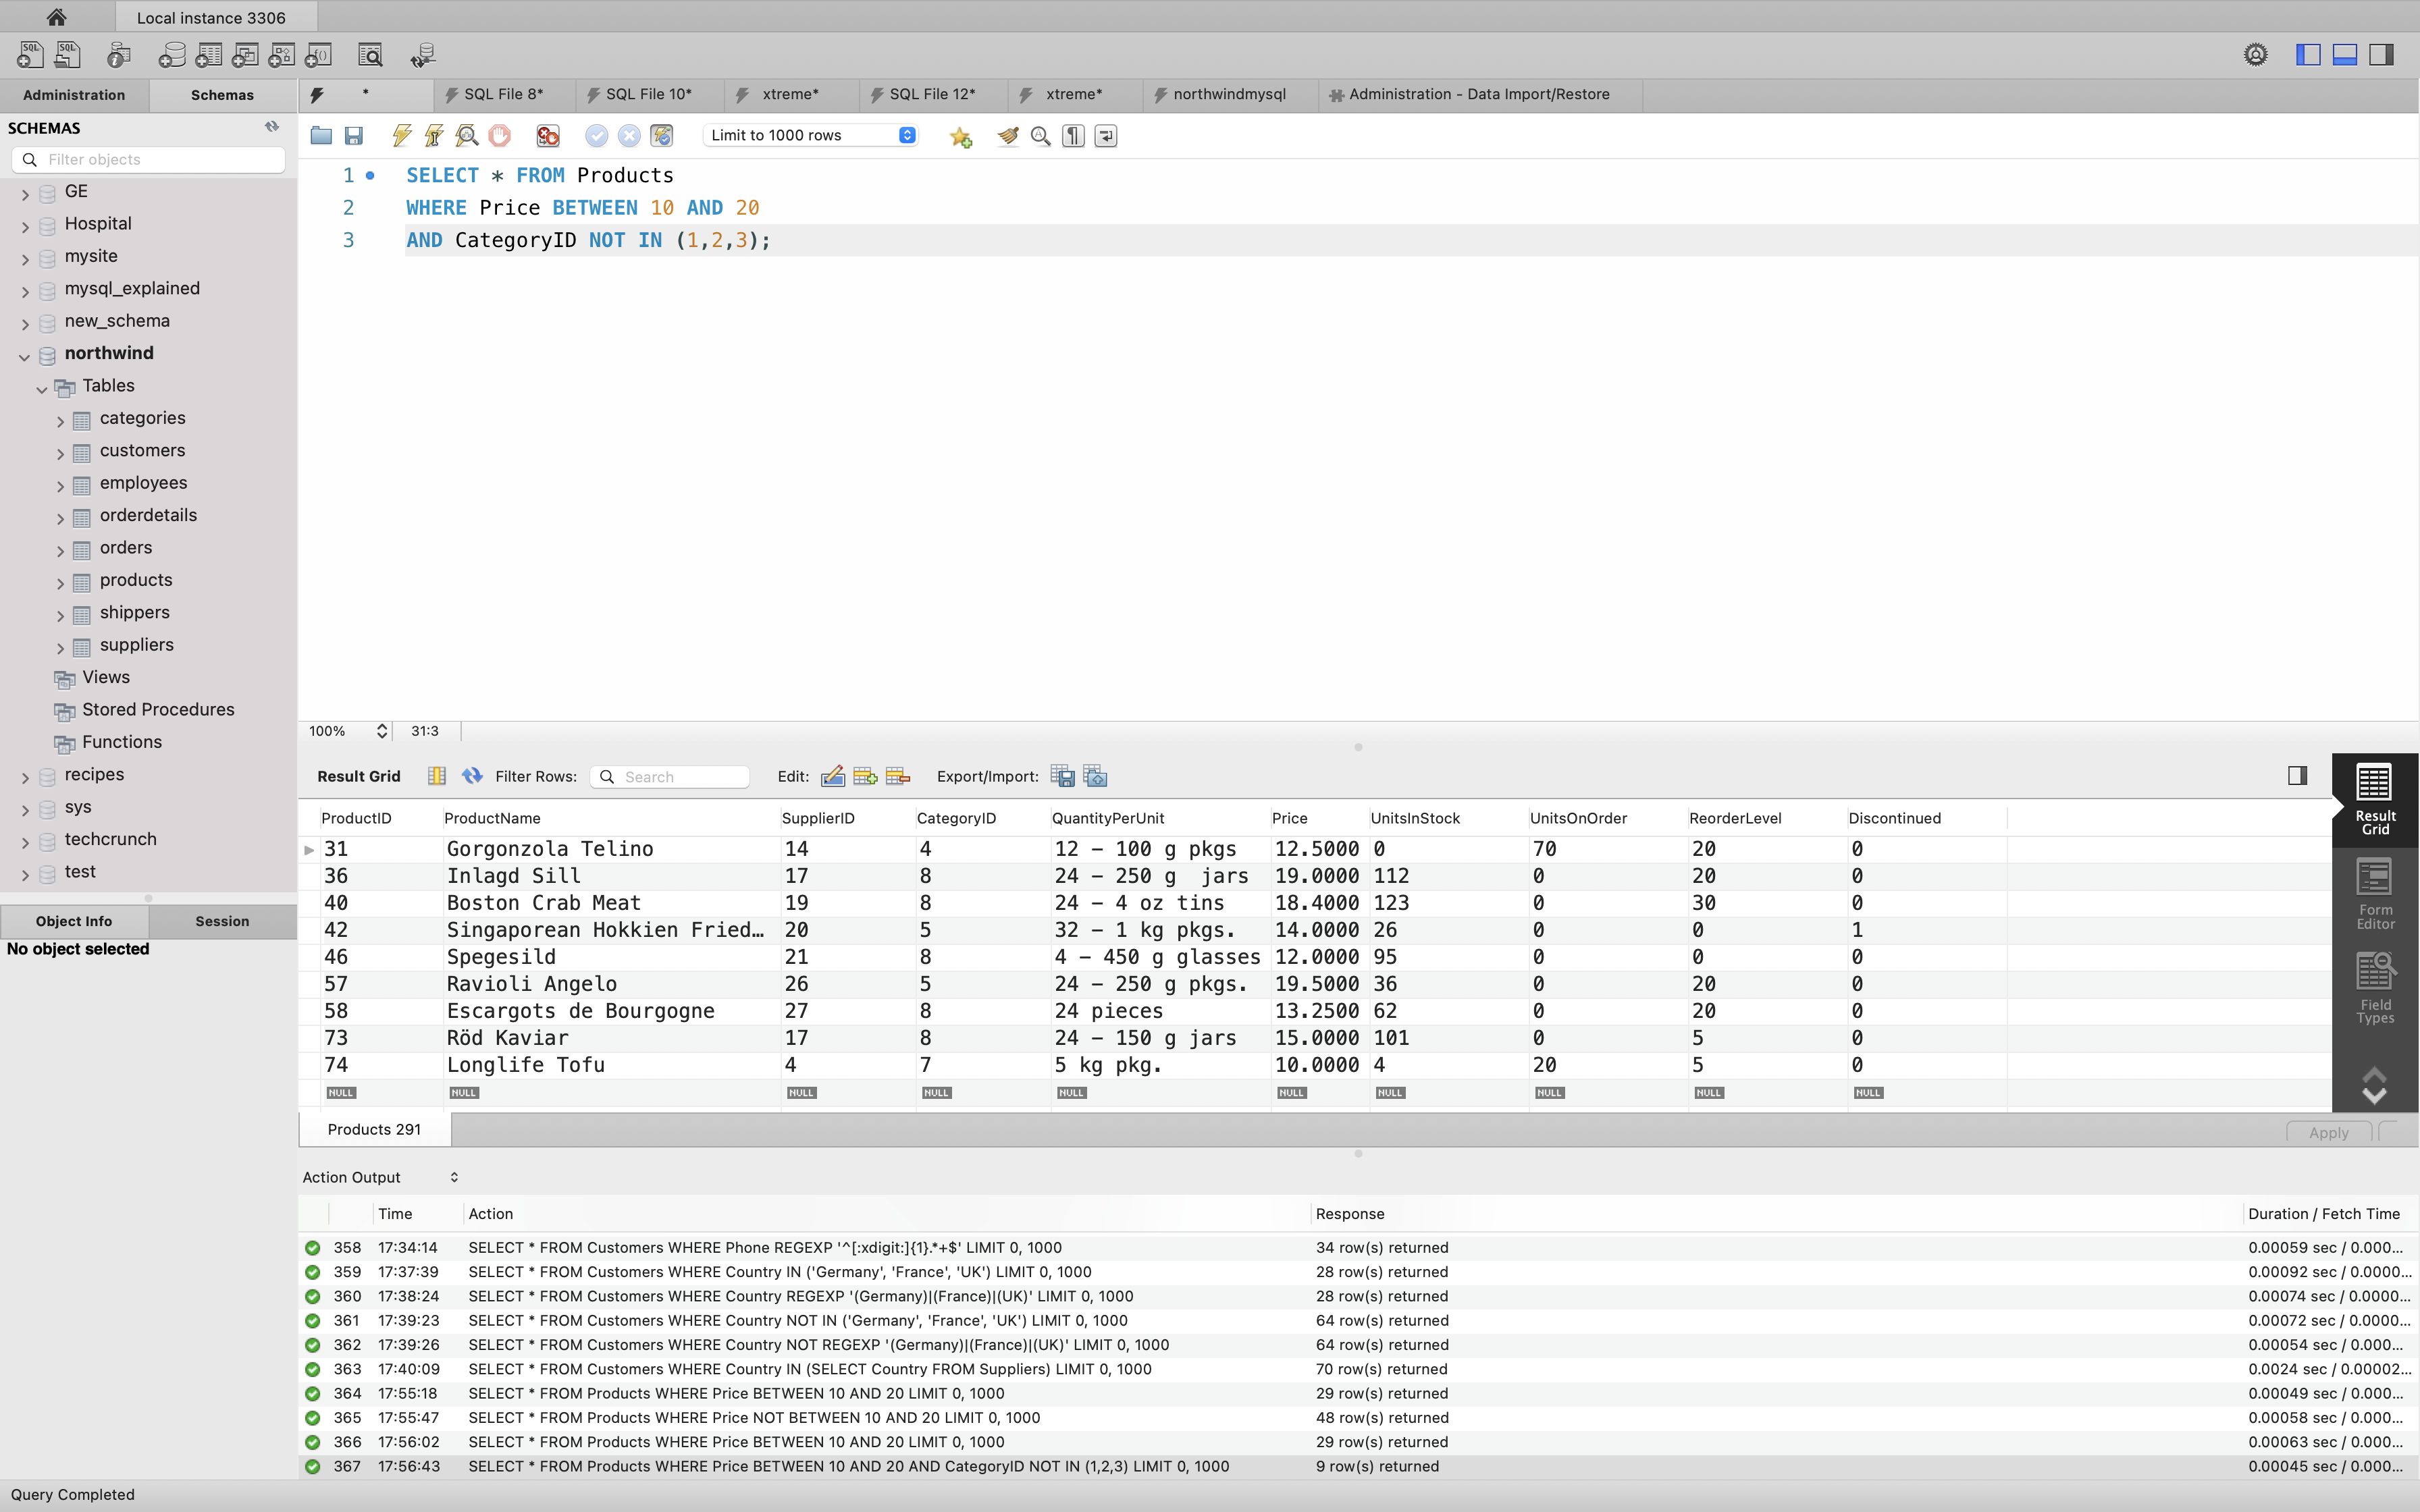 Local instance 3306
Administration Schemas
* SQL File 8* SQL File 10* xtreme* SQL File 12* xtreme* northwindmysql Administration - Data Import/Restore
SCHEMAS
Filter objects
Limit to 1000 rows
GE
Hospital
mysite
mysql_explained
new_schema
northwind
Tables
categories
customers
employees
orderdetails
orders
products
shippers
suppliers
Views
Stored Procedures
Functions
recipes
sys
techcrunch
test
Object Info Session
No object selected
1 SELECT * FROM Products
2 WHERE Price BETWEEN 10 AND 20
3 AND CategoryID NOT IN (1,2,3);
100% 31:3
Result Grid Filter Rows: Search Edit: Export/Import:
ProductID ProductName SupplierID CategoryID QuantityPerUnit Price UnitsInStock UnitsOnOrder ReorderLevel Discontinued
31 Gorgonzola Telino 14 4 12 - 100 g pkgs 12.5000 0 70 20 0
36 Inlagd Sill 17 8 24 - 250 g  jars 19.0000 112 0 20 0
40 Boston Crab Meat 19 8 24 - 4 oz tins 18.4000 123 0 30 0
42 Singaporean Hokkien Fried... 20 5 32 - 1 kg pkgs. 14.0000 26 0 0 1
46 Spegesild 21 8 4 - 450 g glasses 12.0000 95 0 0 0
57 Ravioli Angelo 26 5 24 - 250 g pkgs. 19.5000 36 0 20 0
58 Escargots de Bourgogne 27 8 24 pieces 13.2500 62 0 20 0
73 Röd Kaviar 17 8 24 - 150 g jars 15.0000 101 0 5 0
74 Longlife Tofu 4 7 5 kg pkg. 10.0000 4 20 5 0
NULL NULL NULL NULL NULL NULL NULL NULL NULL NULL
Result
Grid
Form
Editor
Field
Types
Products 291
Apply
Action Output
Time Action Response Duration / Fetch Time
358 17:34:14 SELECT * FROM Customers WHERE Phone REGEXP '^[:xdigit:]{1}.*+$' LIMIT 0, 1000 34 row(s) returned 0.00059 sec / 0.000...
359 17:37:39 SELECT * FROM Customers WHERE Country IN ('Germany', 'France', 'UK') LIMIT 0, 1000 28 row(s) returned 0.00092 sec / 0.0000...
360 17:38:24 SELECT * FROM Customers WHERE Country REGEXP '(Germany)|(France)|(UK)' LIMIT 0, 1000 28 row(s) returned 0.00074 sec / 0.0000...
361 17:39:23 SELECT * FROM Customers WHERE Country NOT IN ('Germany', 'France', 'UK') LIMIT 0, 1000 64 row(s) returned 0.00072 sec / 0.0000...
362 17:39:26 SELECT * FROM Customers WHERE Country NOT REGEXP '(Germany)|(France)|(UK)' LIMIT 0, 1000 64 row(s) returned 0.00054 sec / 0.000...
363 17:40:09 SELECT * FROM Customers WHERE Country IN (SELECT Country FROM Suppliers) LIMIT 0, 1000 70 row(s) returned 0.0024 sec / 0.00002...
364 17:55:18 SELECT * FROM Products WHERE Price BETWEEN 10 AND 20 LIMIT 0, 1000 29 row(s) returned 0.00049 sec / 0.000...
365 17:55:47 SELECT * FROM Products WHERE Price NOT BETWEEN 10 AND 20 LIMIT 0, 1000 48 row(s) returned 0.00058 sec / 0.000...
366 17:56:02 SELECT * FROM Products WHERE Price BETWEEN 10 AND 20 LIMIT 0, 1000 29 row(s) returned 0.00063 sec / 0.000...
367 17:56:43 SELECT * FROM Products WHERE Price BETWEEN 10 AND 20 AND CategoryID NOT IN (1,2,3) LIMIT 0, 1000 9 row(s) returned 0.00045 sec / 0.000...
Query Completed